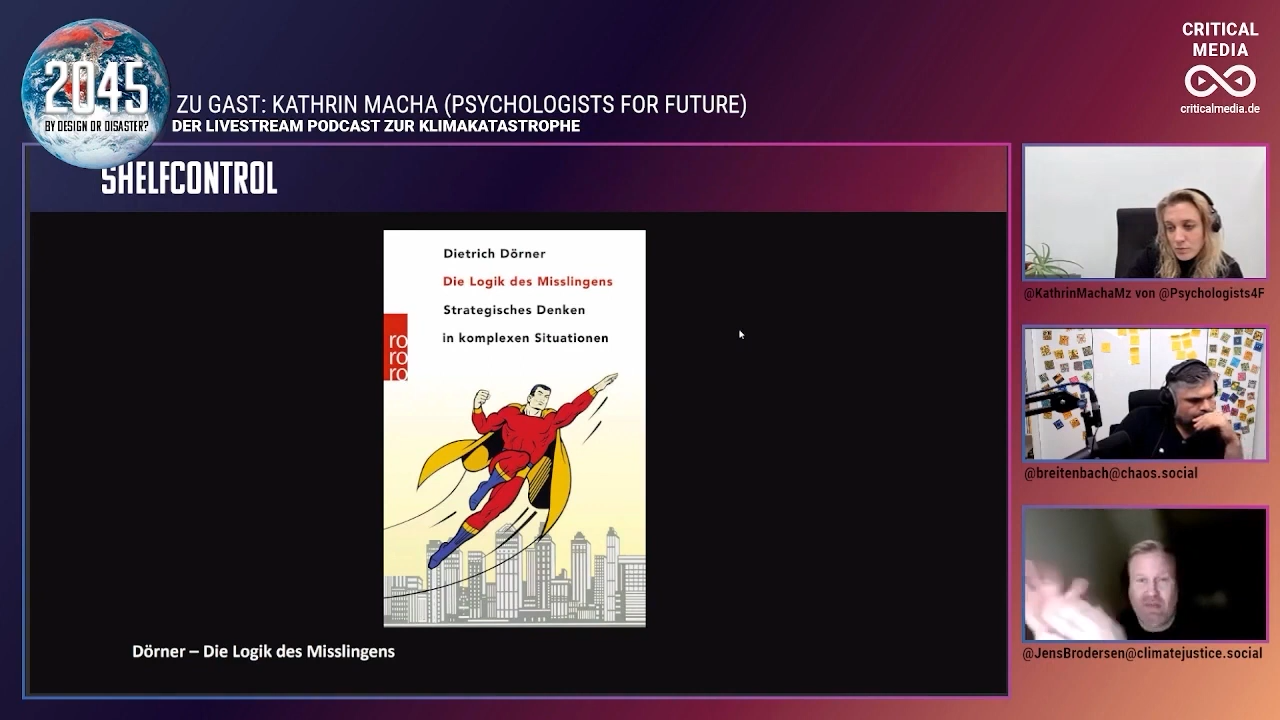 2045
BY DESIGN OR DISASTER?
ZU GAST: KATHRIN MACHA (PSYCHOLOGISTS FOR FUTURE)
DER LIVESTREAM PODCAST ZUR KLIMAKATASTROPHE
CRITICAL
MEDIA
criticalmedia.de
SHELFCONTROL
Dietrich Dörner
Die Logik des Misslingens
Strategisches Denken
in komplexen Situationen
ro
ro
ro
Dörner – Die Logik des Misslingens
@KathrinMachaMz von @Psychologists4F
@breitenbach@chaos.social
@JensBrodersen@climatejustice.social